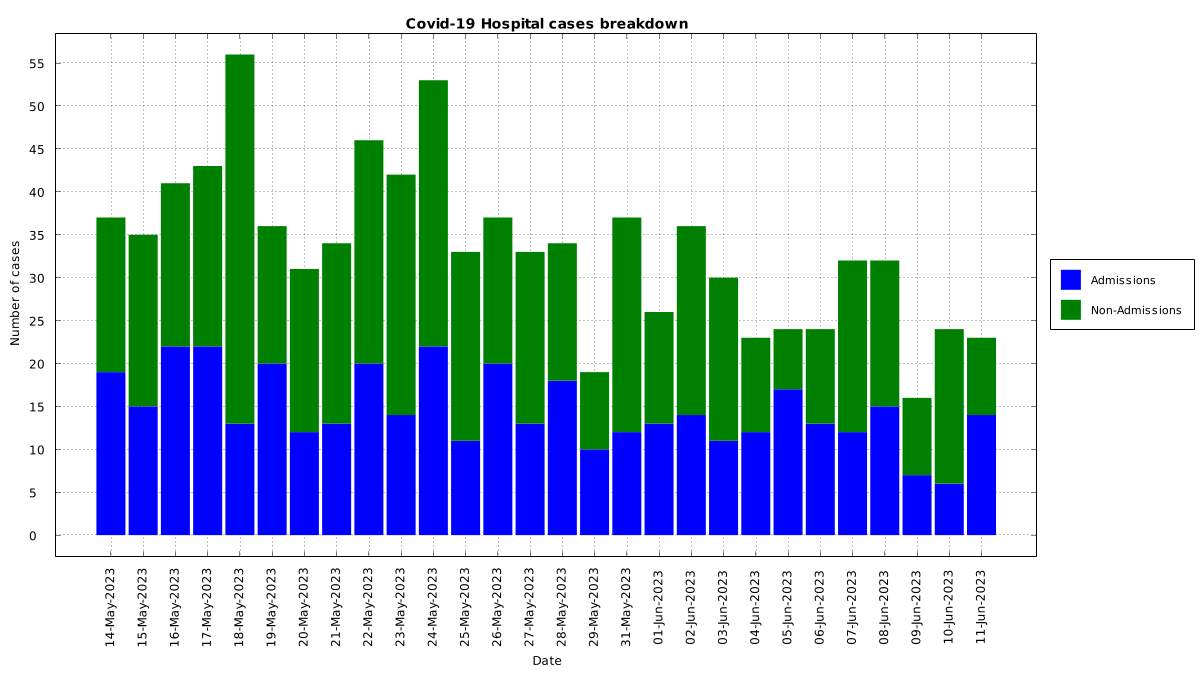 Covid-19 Hospital cases breakdown
Number of cases
55
50
45
40
35
30
25
20
15
10
5
0
14-May-2023
15-May-2023
16-May-2023
17-May-2023
18-May-2023
19-May-2023
20-May-2023
21-May-2023
22-May-2023
23-May-2023
24-May-2023
25-May-2023
26-May-2023
27-May-2023
28-May-2023
29-May-2023
31-May-2023
01-Jun-2023
02-Jun-2023
03-Jun-2023
04-Jun-2023
05-Jun-2023
06-Jun-2023
07-Jun-2023
08-Jun-2023
09-Jun-2023
10-Jun-2023
11-Jun-2023
Date
Admissions
Non-Admissions